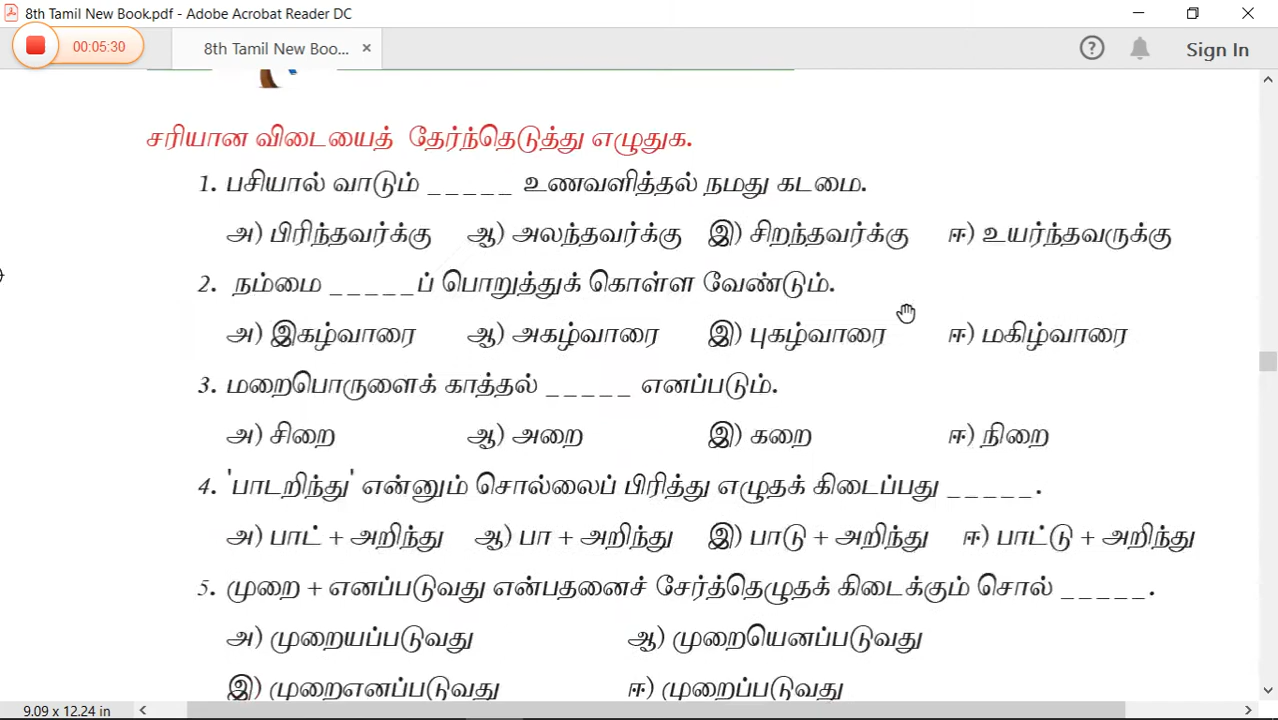 8th Tamil New Book.pdf - Adobe Acrobat Reader DC
00:05:30
8th Tamil New Boo... ×
Sign In
சரியான விடையைத் தேர்ந்தெடுத்து எழுதுக.
1. பசியால் வாடும் _____ உணவளித்தல் நமது கடமை.
அ) பிரிந்தவர்க்கு ஆ) அலந்தவர்க்கு இ) சிறந்தவர்க்கு ஈ) உயர்ந்தவருக்கு
2. நம்மை _____ப் பொறுத்துக் கொள்ள வேண்டும்.
அ) இகழ்வாரை ஆ) அகழ்வாரை இ) புகழ்வாரை ஈ) மகிழ்வாரை
3. மறைபொருளைக் காத்தல் _____ எனப்படும்.
அ) சிறை ஆ) அறை இ) கறை ஈ) நிறை
4. 'பாடறிந்து' என்னும் சொல்லைப் பிரித்து எழுதக் கிடைப்பது _____.
அ) பாட் + அறிந்து ஆ) பா + அறிந்து இ) பாடு + அறிந்து ஈ) பாட்டு + அறிந்து
5. முறை + எனப்படுவது என்பதனைச் சேர்த்தெழுதக் கிடைக்கும் சொல் _____.
அ) முறையப்படுவது ஆ) முறையெனப்படுவது
இ) முறைஎனப்படுவது ஈ) முறைப்படுவது
9.09 x 12.24 in